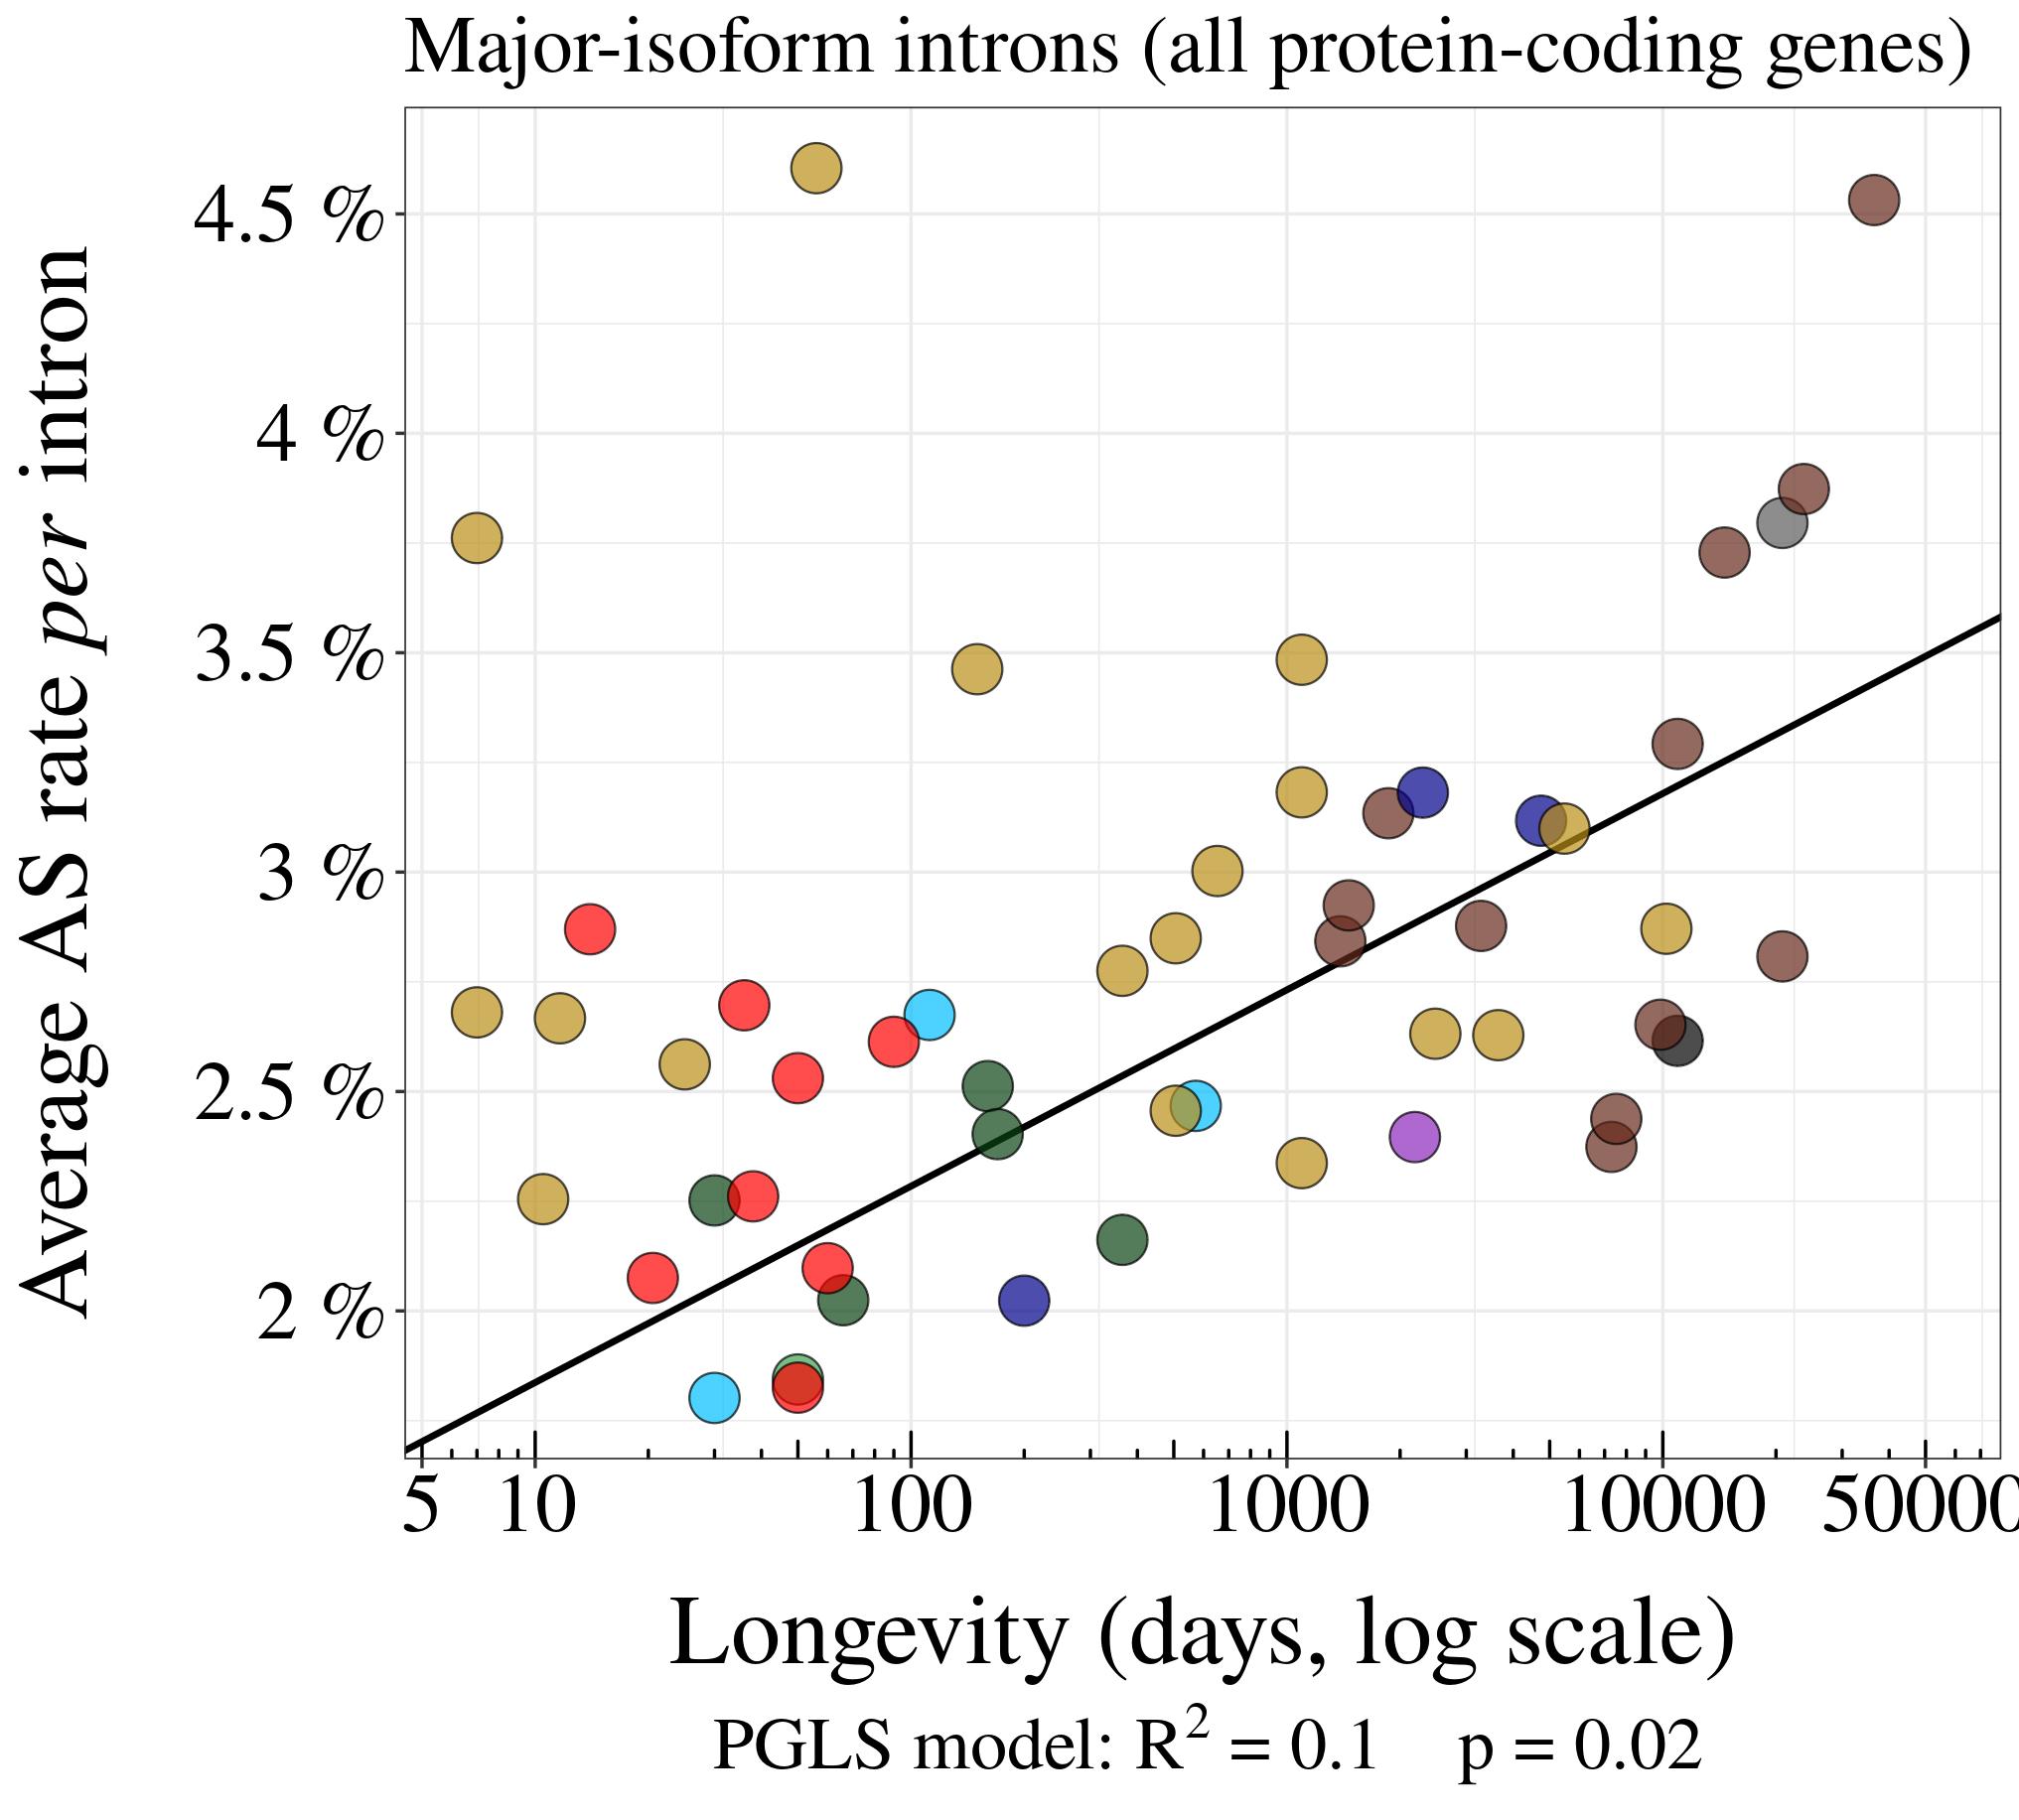 Major-isoform introns (all protein-coding genes)
Average AS rate per intron
4.5 %
4 %
3.5 %
3 %
2.5 %
2 %
5 10 100 1000 10000 50000
Longevity (days, log scale)
PGLS model: R² = 0.1 p = 0.02